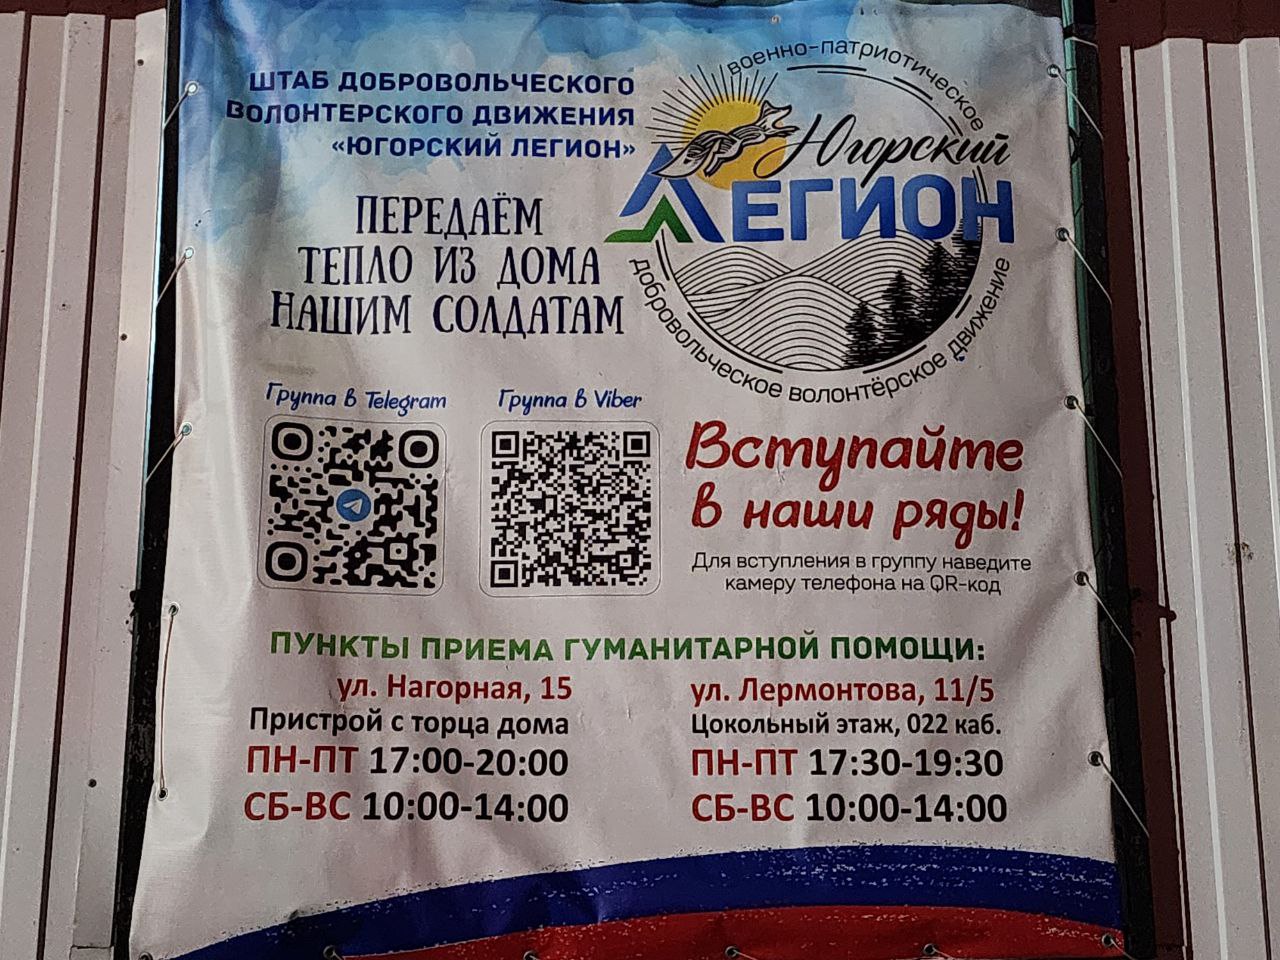 ШТАБ ДОБРОВОЛЬЧЕСКОГО
ВОЛОНТЕРСКОГО ДВИЖЕНИЯ
«ЮГОРСКИЙ ЛЕГИОН»
ПЕРЕДАЁМ
ТЕПЛО ИЗ ДОМА
НАШИМ СОЛДАТАМ
военно-патриотическое
Югорский
ЛЕГИОН
добровольческое волонтёрское движение
Группа в Telegram
Группа в Viber
Вступайте
в наши ряды!
Для вступления в группу наведите
камеру телефона на QR-код
ПУНКТЫ ПРИЕМА ГУМАНИТАРНОЙ ПОМОЩИ:
ул. Нагорная, 15
Пристрой с торца дома
ПН-ПТ 17:00-20:00
СБ-ВС 10:00-14:00
ул. Лермонтова, 11/5
Цокольный этаж, 022 каб.
ПН-ПТ 17:30-19:30
СБ-ВС 10:00-14:00